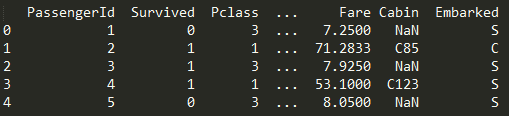 PassengerId Survived Pclass ... Fare Cabin Embarked
0 1 0 3 ... 7.2500 NaN S
1 2 1 1 ... 71.2833 C85 C
2 3 1 3 ... 7.9250 NaN S
3 4 1 1 ... 53.1000 C123 S
4 5 0 3 ... 8.0500 NaN S